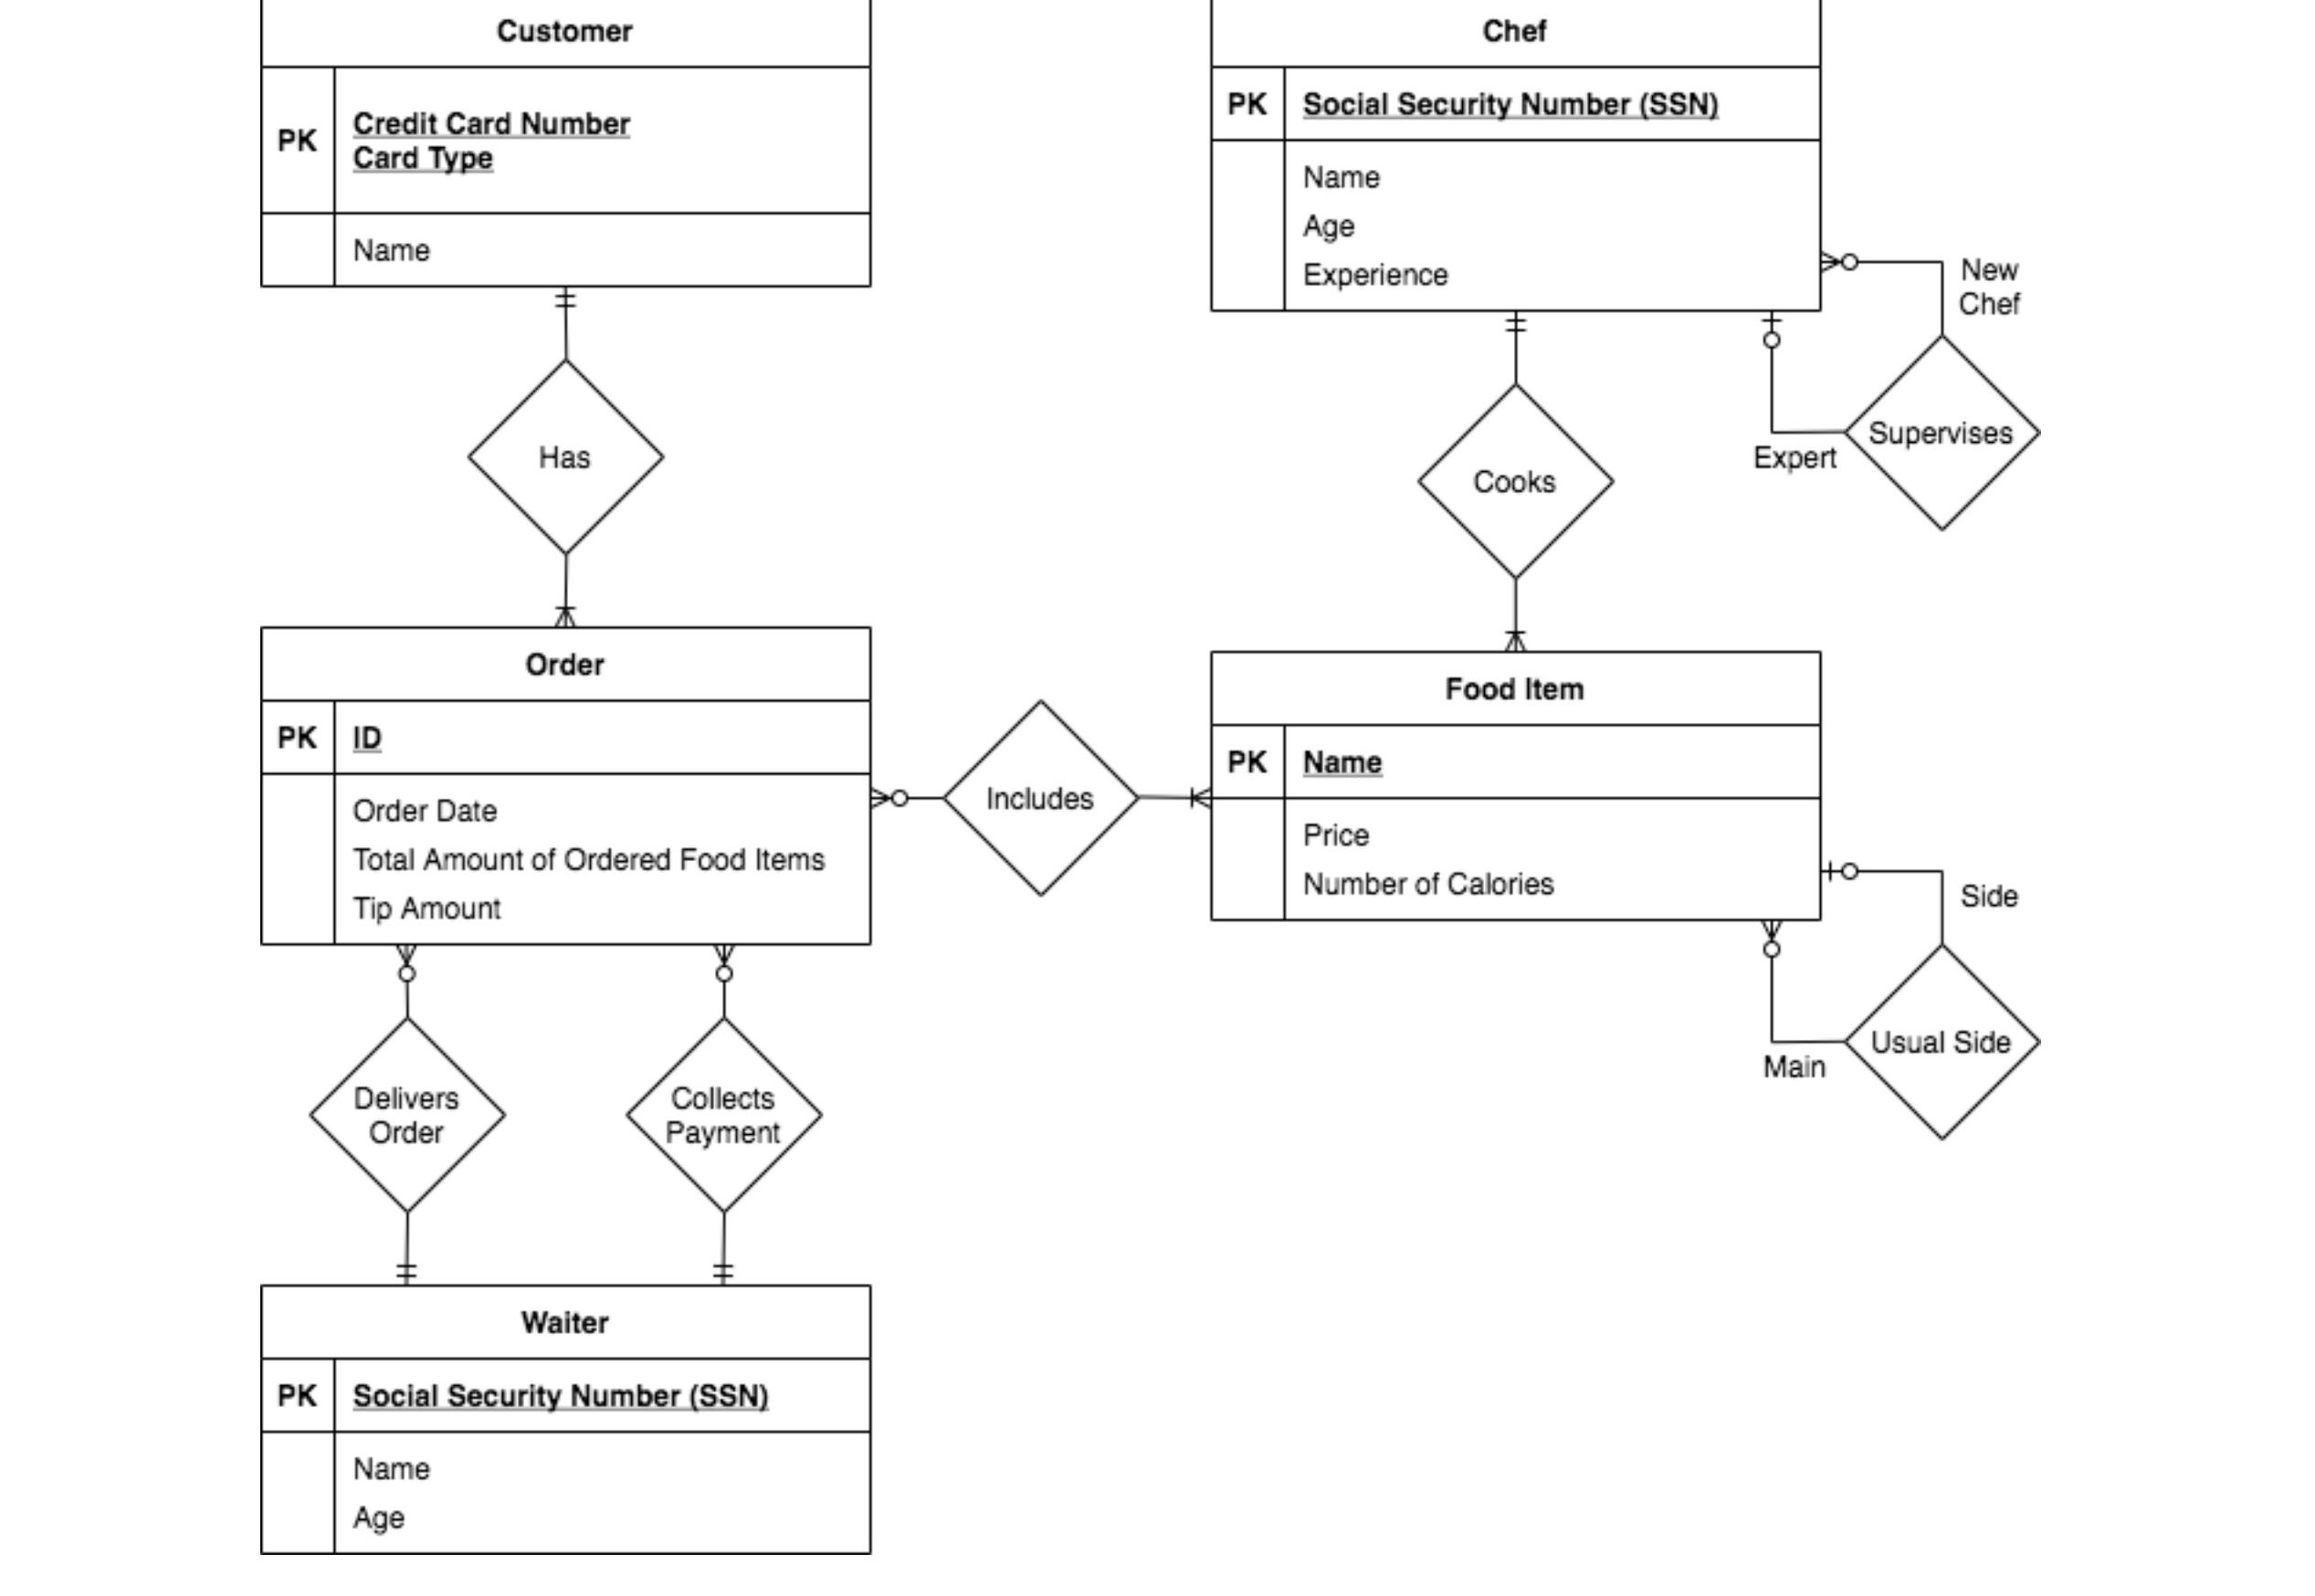 Customer
PK
Credit Card Number
Card Type
Name
Has
Chef
PK
Social Security Number (SSN)
Name
Age
Experience
New
Chef
Supervises
Expert
Cooks
Order
PK
ID
Order Date
Total Amount of Ordered Food Items
Tip Amount
Includes
Food Item
PK
Name
Price
Number of Calories
Side
Usual Side
Main
Delivers
Order
Collects
Payment
Waiter
PK
Social Security Number (SSN)
Name
Age